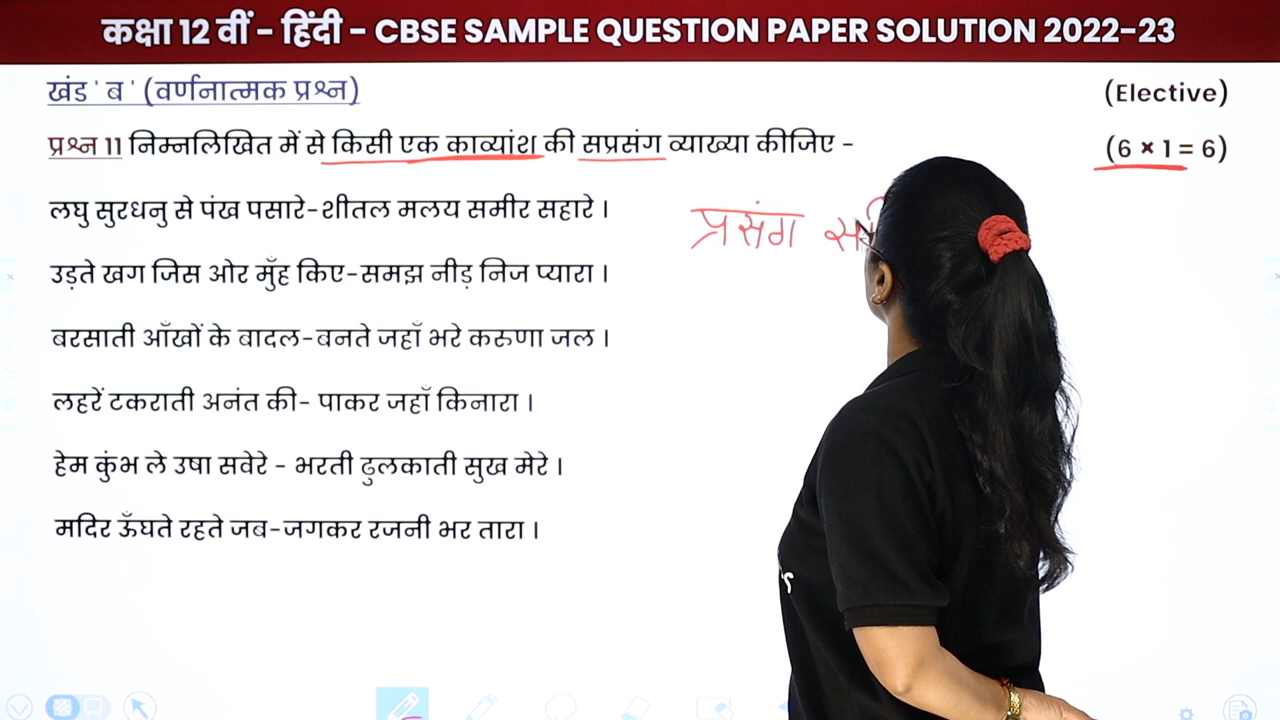 कक्षा 12 वीं – हिंदी – CBSE SAMPLE QUESTION PAPER SOLUTION 2022-23
खंड ' ब ' (वर्णनात्मक प्रश्न)
(Elective)
प्रश्न 11 निम्नलिखित में से किसी एक काव्यांश की सप्रसंग व्याख्या कीजिए –
(6 × 1 = 6)
लघु सुरधनु से पंख पसारे-शीतल मलय समीर सहारे ।
प्रसंग
उड़ते खग जिस ओर मुँह किए-समझ नीड़ निज प्यारा ।
बरसाती आँखों के बादल-बनते जहाँ भरे करुणा जल ।
लहरें टकराती अनंत की- पाकर जहाँ किनारा ।
हेम कुंभ ले उषा सवेरे - भरती ढुलकाती सुख मेरे ।
मदिर ऊँघते रहते जब-जगकर रजनी भर तारा ।